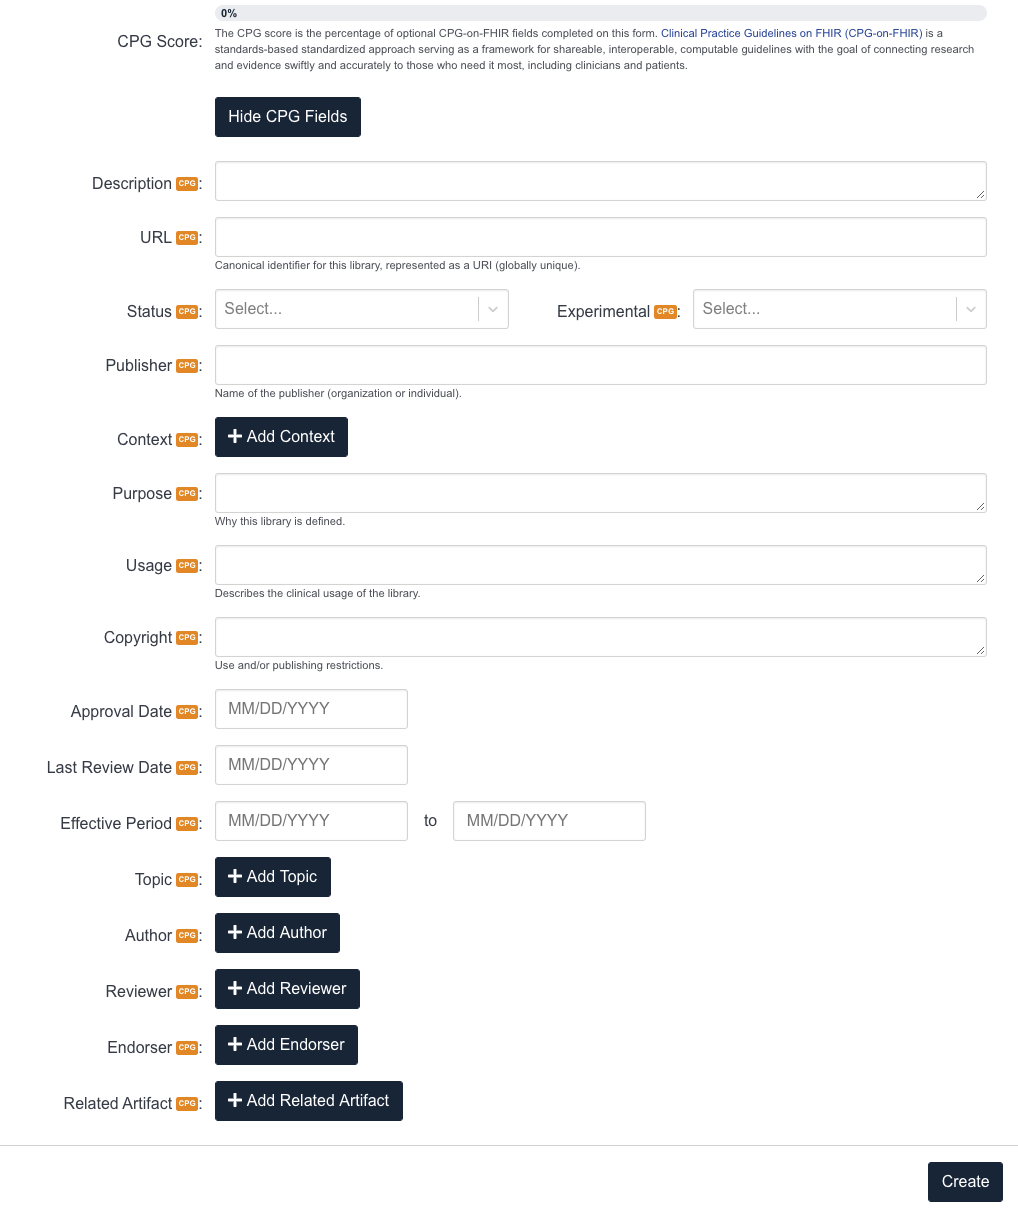 0%
CPG Score:
The CPG score is the percentage of optional CPG-on-FHIR fields completed on this form. Clinical Practice Guidelines on FHIR (CPG-on-FHIR) is a
standards-based standardized approach serving as a framework for shareable, interoperable, computable guidelines with the goal of connecting research
and evidence swiftly and accurately to those who need it most, including clinicians and patients.
Hide CPG Fields
Description CPG:
URL CPG:
Canonical identifier for this library, represented as a URI (globally unique).
Status CPG: Select... Experimental CPG: Select...
Publisher CPG:
Name of the publisher (organization or individual).
Context CPG: + Add Context
Purpose CPG:
Why this library is defined.
Usage CPG:
Describes the clinical usage of the library.
Copyright CPG:
Use and/or publishing restrictions.
Approval Date CPG: MM/DD/YYYY
Last Review Date CPG: MM/DD/YYYY
Effective Period CPG: MM/DD/YYYY to MM/DD/YYYY
Topic CPG: + Add Topic
Author CPG: + Add Author
Reviewer CPG: + Add Reviewer
Endorser CPG: + Add Endorser
Related Artifact CPG: + Add Related Artifact
Create